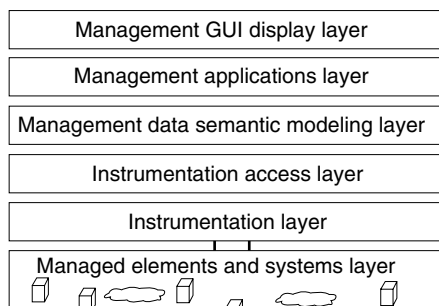 Management GUI display layer
Management applications layer
Management data semantic modeling layer
Instrumentation access layer
Instrumentation layer
Managed elements and systems layer